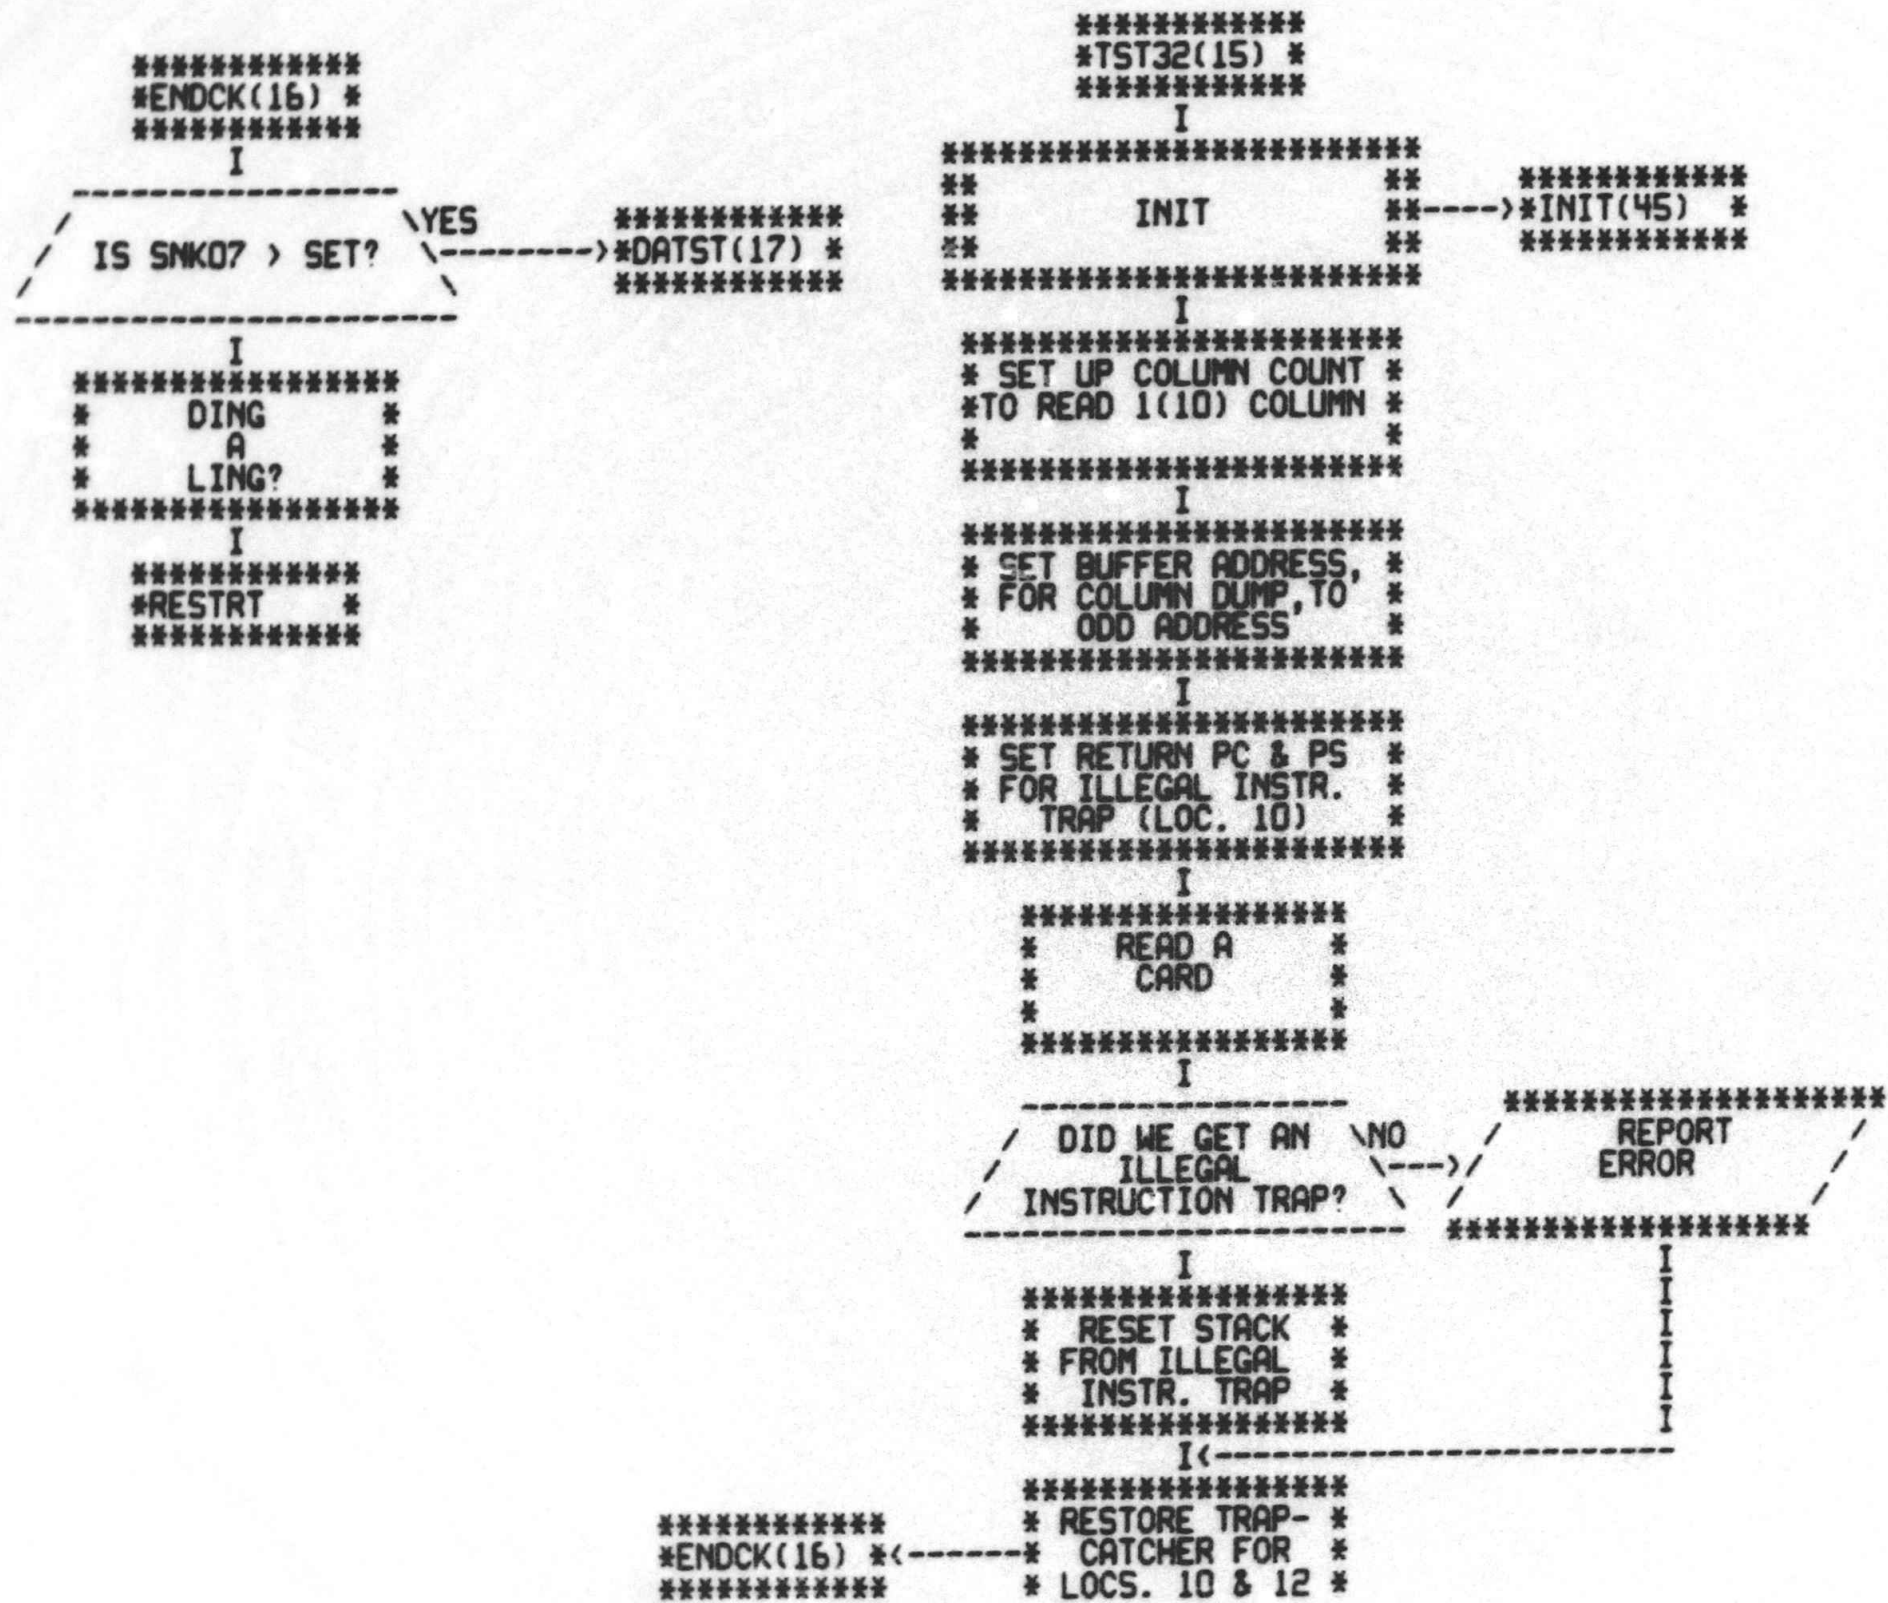 *ENDCK(16) *
I
IS SNK07 > SET?
YES
*DATST(17) *
I
DING
A
LING?
I
*RESTRT *
*TST32(15) *
I
INIT
*INIT(45) *
I
SET UP COLUMN COUNT
TO READ 1(10) COLUMN
I
SET BUFFER ADDRESS,
FOR COLUMN DUMP,TO
ODD ADDRESS
I
SET RETURN PC & PS
FOR ILLEGAL INSTR.
TRAP (LOC. 10)
I
READ A
CARD
I
DID WE GET AN
ILLEGAL
INSTRUCTION TRAP?
NO
REPORT
ERROR
I
I
I
I
I
I
I
RESET STACK
FROM ILLEGAL
INSTR. TRAP
I<------------------------
RESTORE TRAP-
CATCHER FOR
LOCS. 10 & 12
*ENDCK(16) *